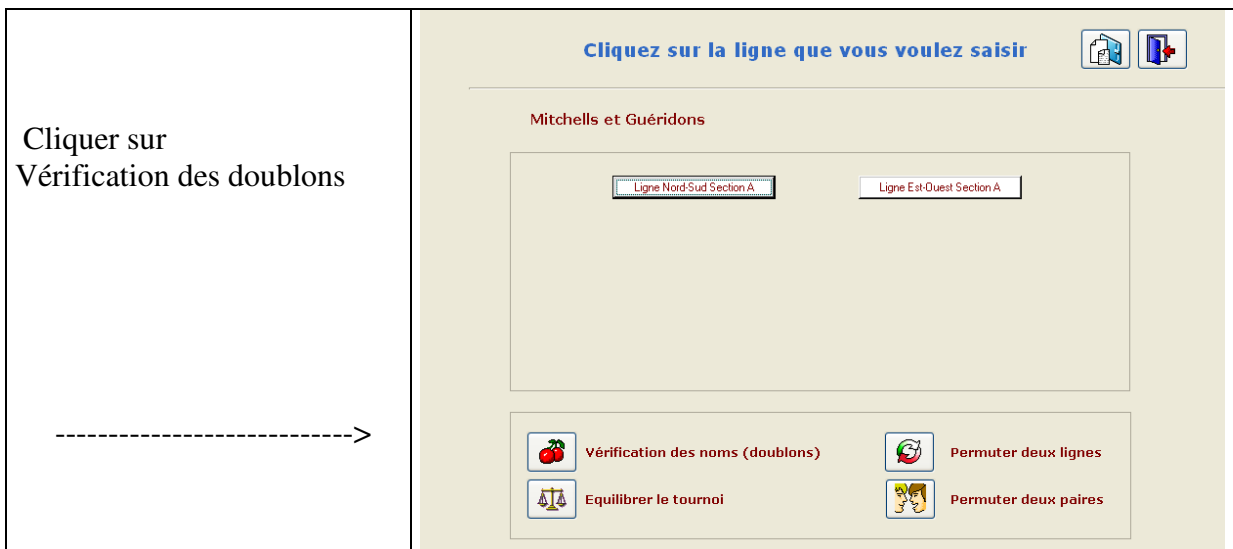 Cliquer sur
Vérification des doublons
--------------------------->
Cliquez sur la ligne que vous voulez saisir
Mitchells et Guéridons
Ligne Nord-Sud Section A
Ligne Est-Ouest Section A
Vérification des noms (doublons)
Permuter deux lignes
Equilibrer le tournoi
Permuter deux paires